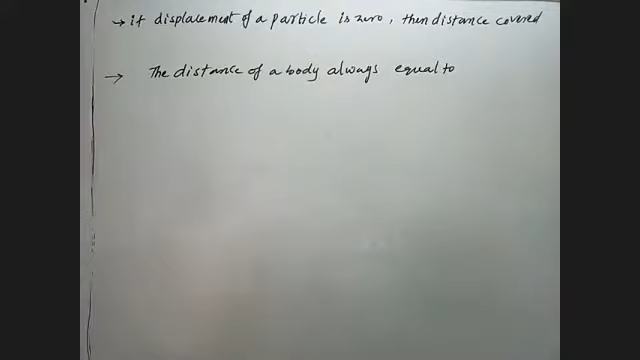 → if displacement of a particle is zero, then distance covered
→ The distance of a body always equal to